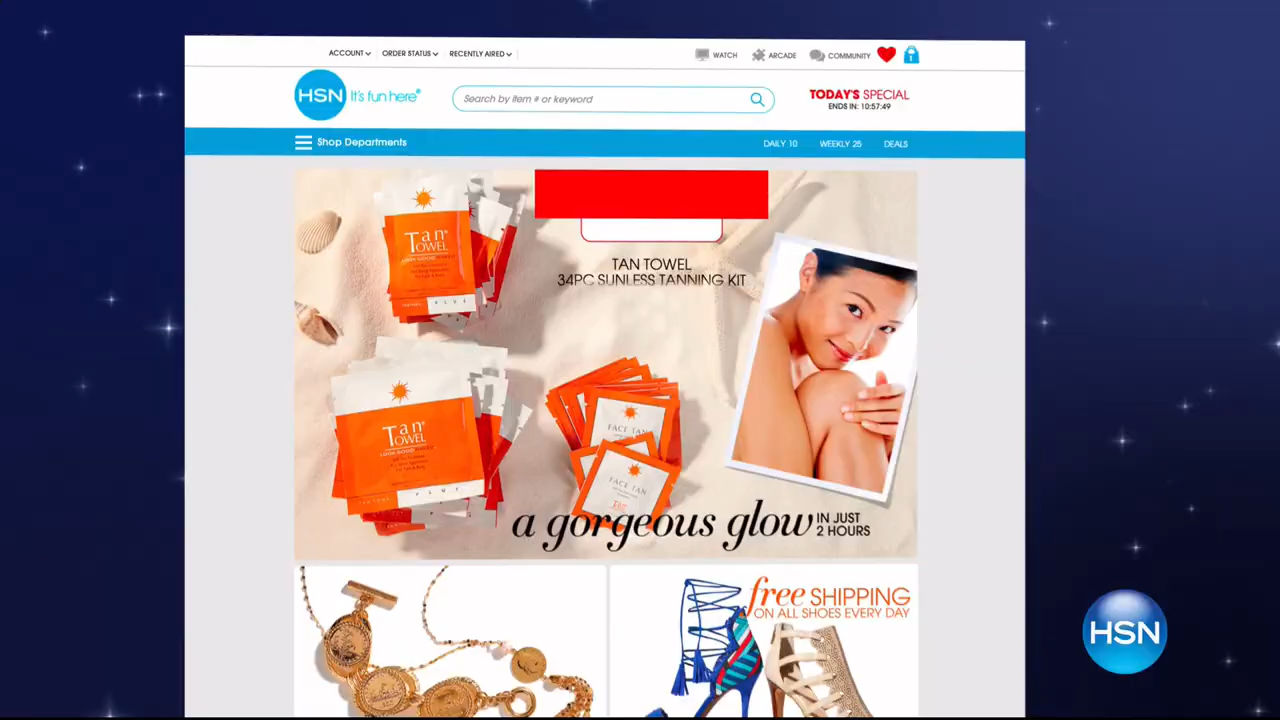 ACCOUNT ORDER STATUS RECENTLY AIRED WATCH ARCADE COMMUNITY
HSN It's fun here®
Search by item # or keyword
TODAY'S SPECIAL
ENDS IN: 10:57:49
Shop Departments DAILY 10 WEEKLY 25 DEALS
Tan TOWEL
TAN TOWEL
34PC SUNLESS TANNING KIT
PLUS
Tan TOWEL
FACE TAN
FACE TAN
a gorgeous glow IN JUST
2 HOURS
free SHIPPING
ON ALL SHOES EVERY DAY
HSN